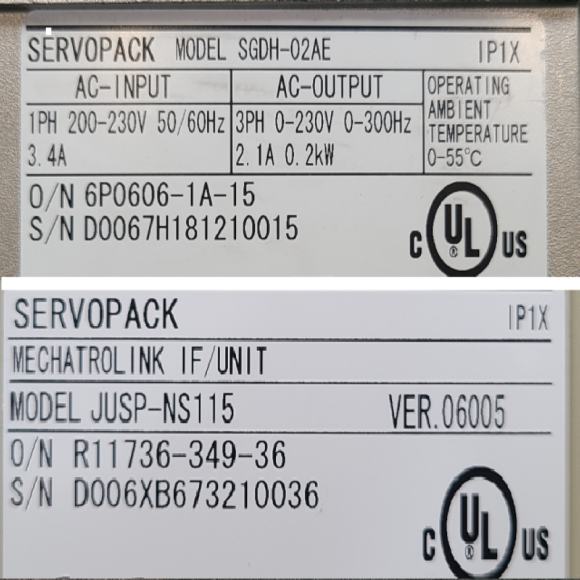 SERVOPACK MODEL SGDH-02AE IP1X
AC-INPUT AC-OUTPUT OPERATING AMBIENT TEMPERATURE 0-55℃
1PH 200-230V 50/60Hz 3PH 0-230V 0-300Hz
3.4A 2.1A 0.2kW
O/N 6P0606-1A-15
S/N D0067H181210015
C UL US
®
SERVOPACK IP1X
MECHATROLINK IF/UNIT
MODEL JUSP-NS115 VER.06005
O/N R11736-349-36
S/N D006XB673210036
C UL US
®